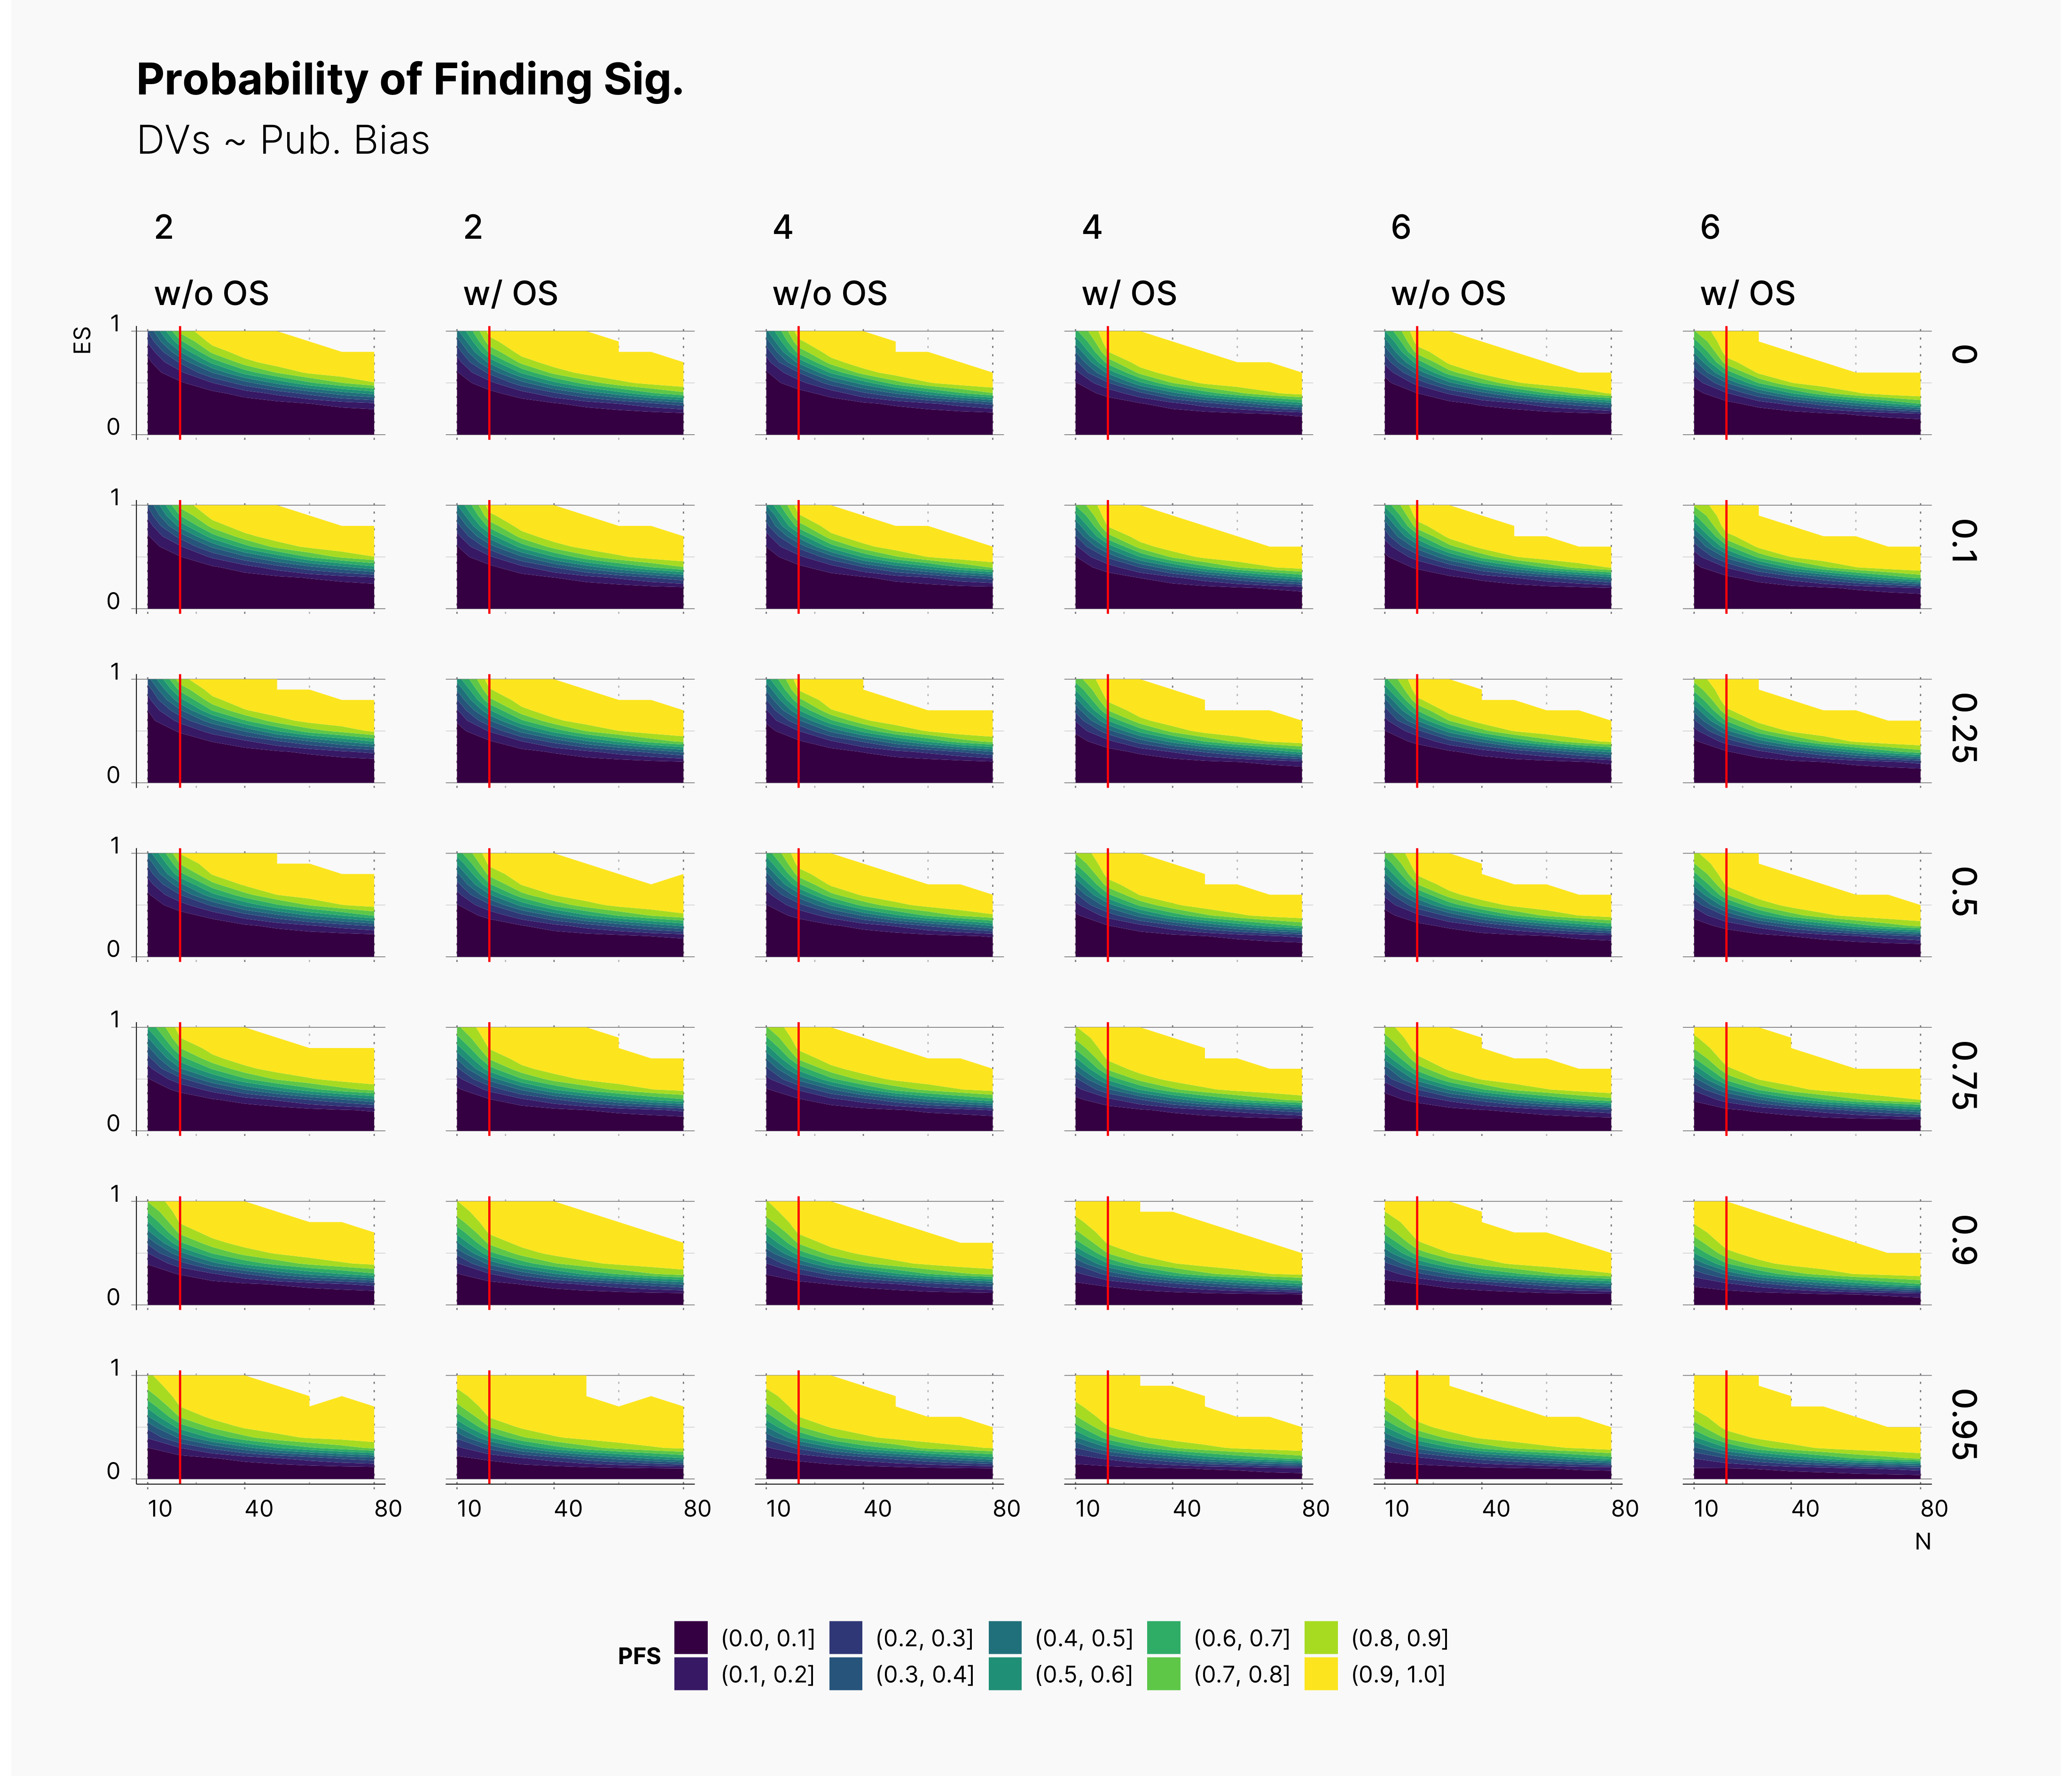 Probability of Finding Sig.
DVs ~ Pub. Bias
2 2 4 4 6 6
w/o OS w/ OS w/o OS w/ OS w/o OS w/ OS
ES
1
0
0
1
0
0.1
1
0
0.25
1
0
0.5
1
0
0.75
1
0
0.9
1
0
0.95
10 40 80 10 40 80 10 40 80 10 40 80 10 40 80 10 40 80
N
PFS
(0.0, 0.1] (0.2, 0.3] (0.4, 0.5] (0.6, 0.7] (0.8, 0.9]
(0.1, 0.2] (0.3, 0.4] (0.5, 0.6] (0.7, 0.8] (0.9, 1.0]